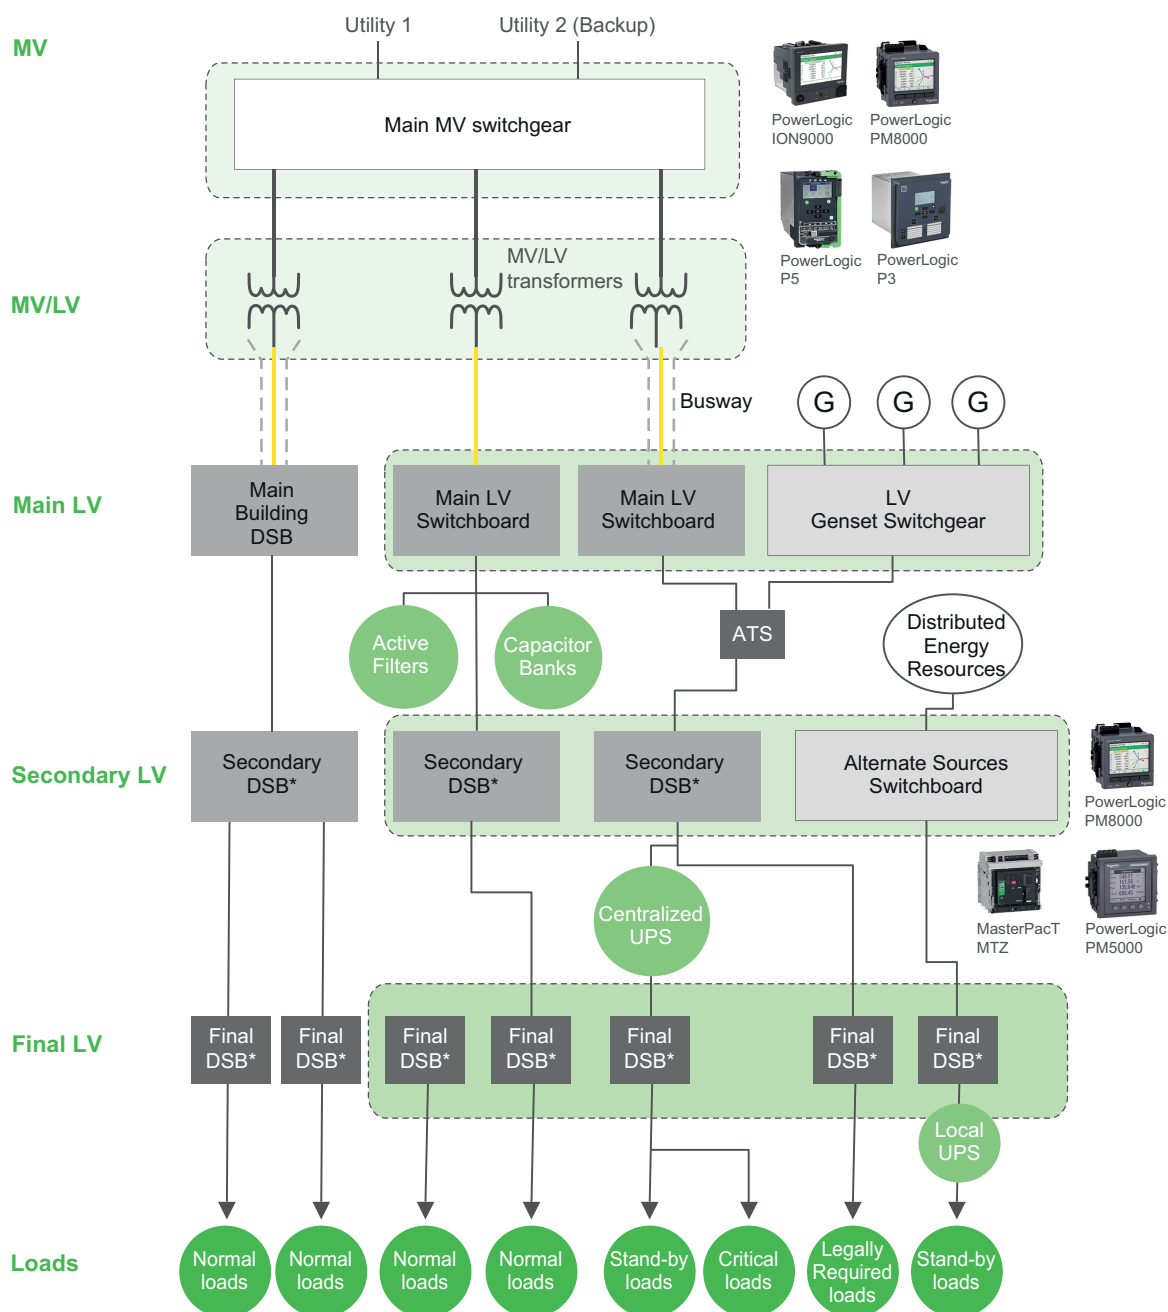 Utility 1
Utility 2 (Backup)
MV
Main MV switchgear
PowerLogic
ION9000
PowerLogic
PM8000
PowerLogic
P5
PowerLogic
P3
MV/LV
MV/LV
transformers
Busway
G
G
G
Main LV
Main
Building
DSB
Main LV
Switchboard
Main LV
Switchboard
LV
Genset Switchgear
Active
Filters
Capacitor
Banks
ATS
Distributed
Energy
Resources
Secondary LV
Secondary
DSB*
Secondary
DSB*
Secondary
DSB*
Alternate Sources
Switchboard
PowerLogic
PM8000
Centralized
UPS
MasterPacT
MTZ
PowerLogic
PM5000
Final LV
Final
DSB*
Final
DSB*
Final
DSB*
Final
DSB*
Final
DSB*
Final
DSB*
Final
DSB*
Local
UPS
Loads
Normal
loads
Normal
loads
Normal
loads
Normal
loads
Stand-by
loads
Critical
loads
Legally
Required
loads
Stand-by
loads